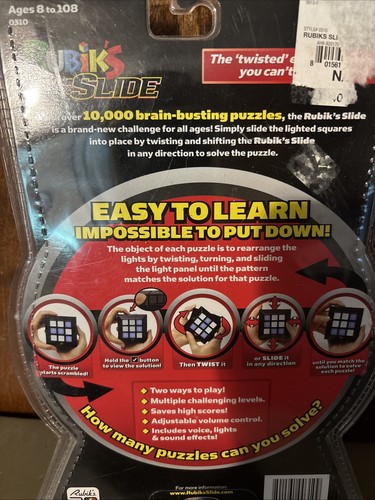 Ages 8 to 108
0310
RUBIK'S
SLIDE
The 'twisted' e
you can't
STYLE# 0310
RUBIKS SLI
8 01561
N
.0
over 10,000 brain-busting puzzles, the Rubik's Slide
is a brand-new challenge for all ages! Simply slide the lighted squares
into place by twisting and shifting the Rubik's Slide
in any direction to solve the puzzle.
EASY TO LEARN
IMPOSSIBLE TO PUT DOWN!
The object of each puzzle is to rearrange the
lights by twisting, turning, and sliding
the light panel until the pattern
matches the solution for that puzzle.
The puzzle
starts scrambled!
Hold the ✓ button
to view the solution!
Then TWIST it
or SLIDE it
in any direction
until you match the
solution to solve
each puzzle!
Two ways to play!
Multiple challenging levels.
Saves high scores!
Adjustable volume control.
Includes voice, lights
& sound effects!
How many puzzles can you solve?
For more information:
www.RubiksSlide.com
Rubik's